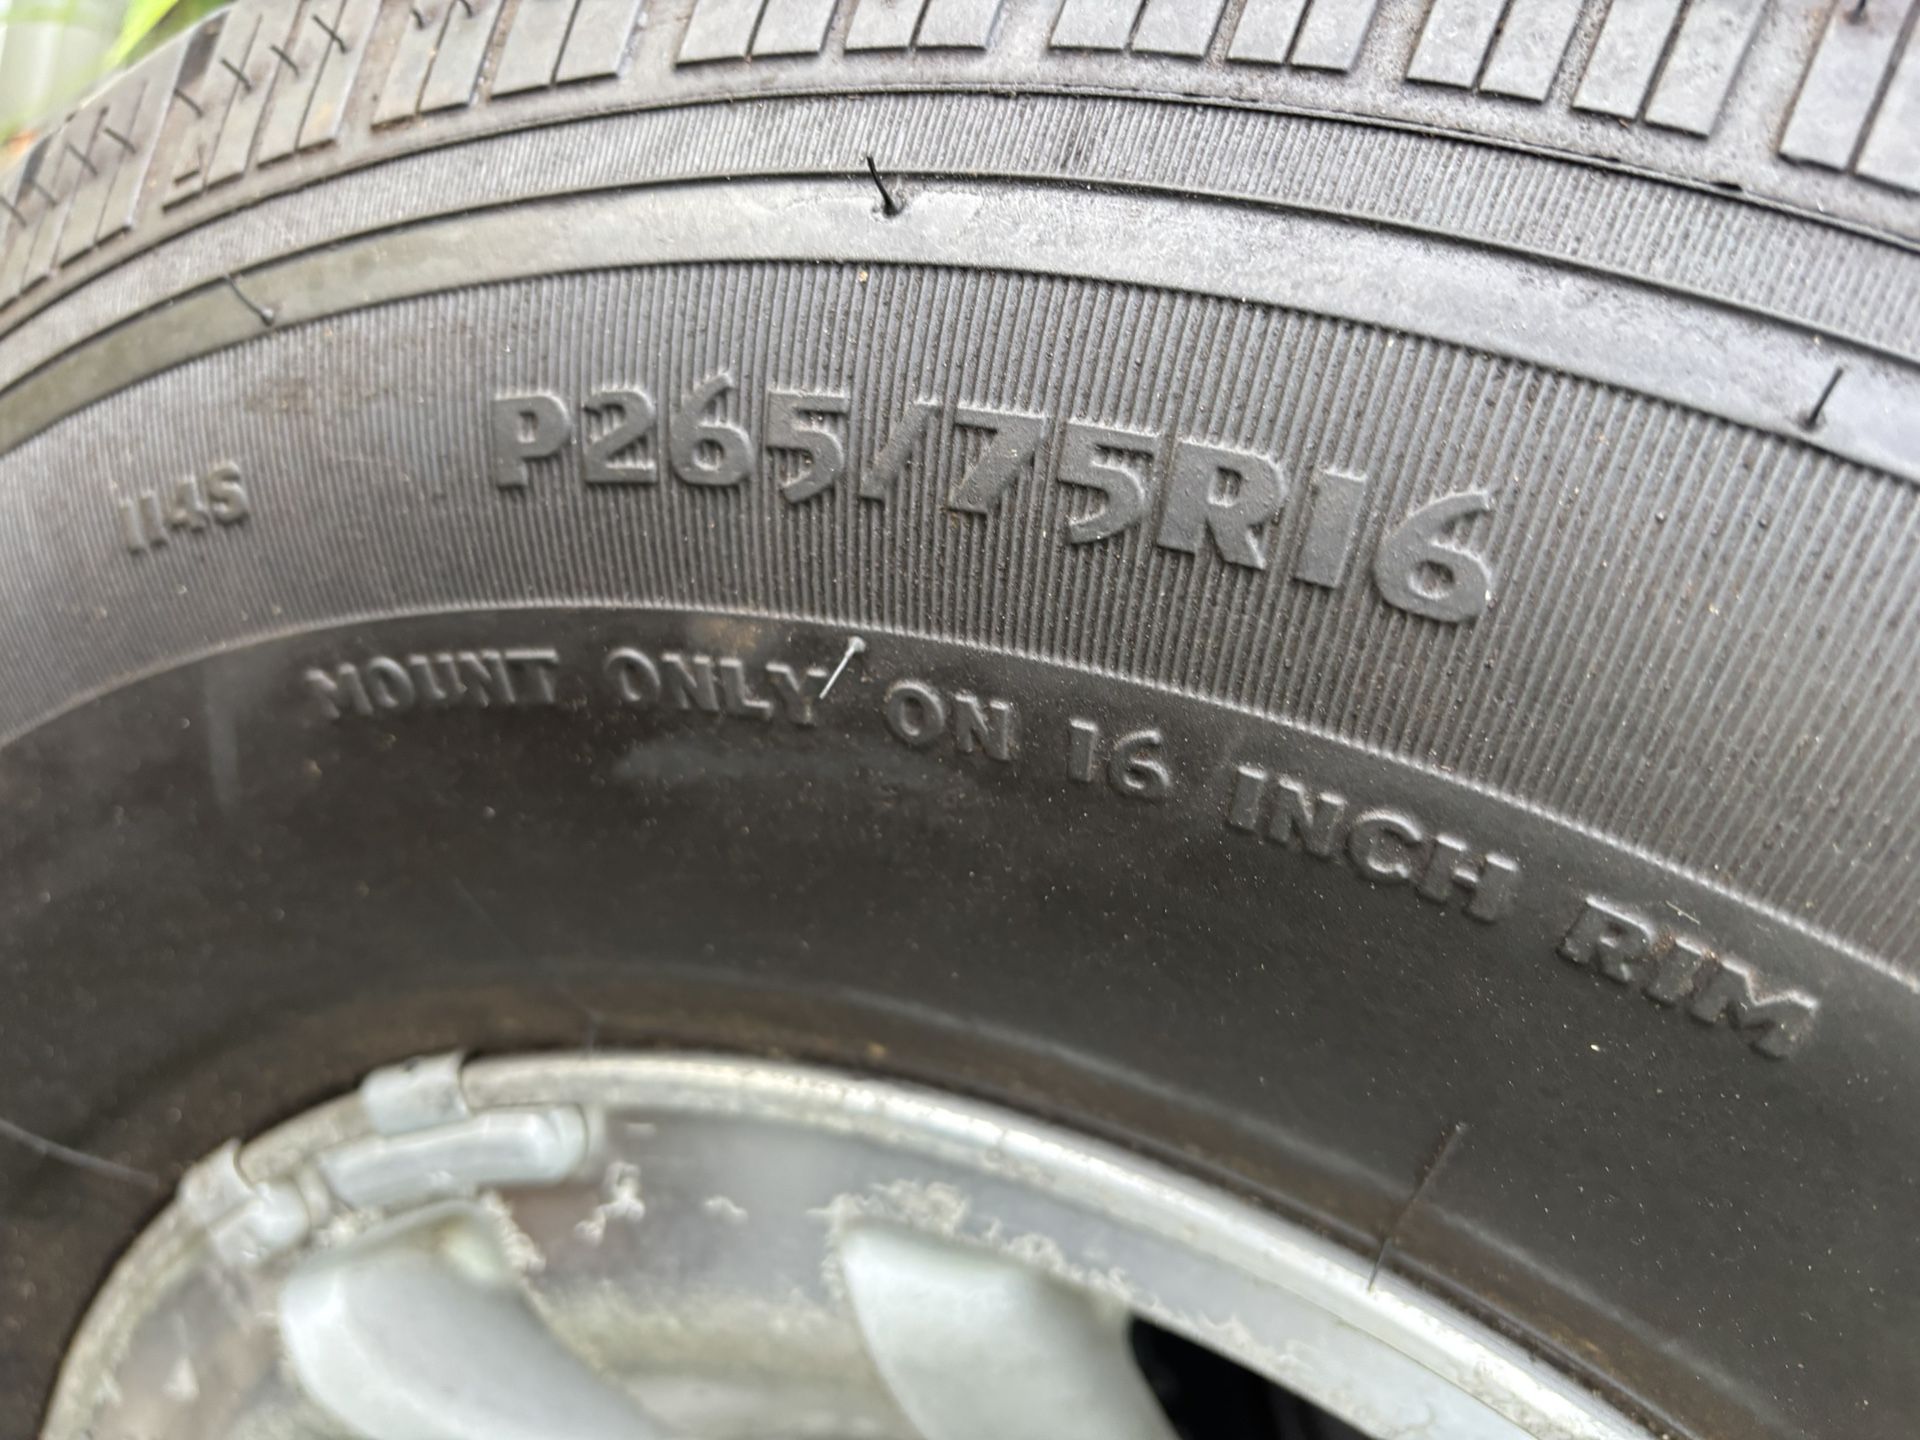 114S P265/75R16
MOUNT ONLY ON 16 INCH RIM